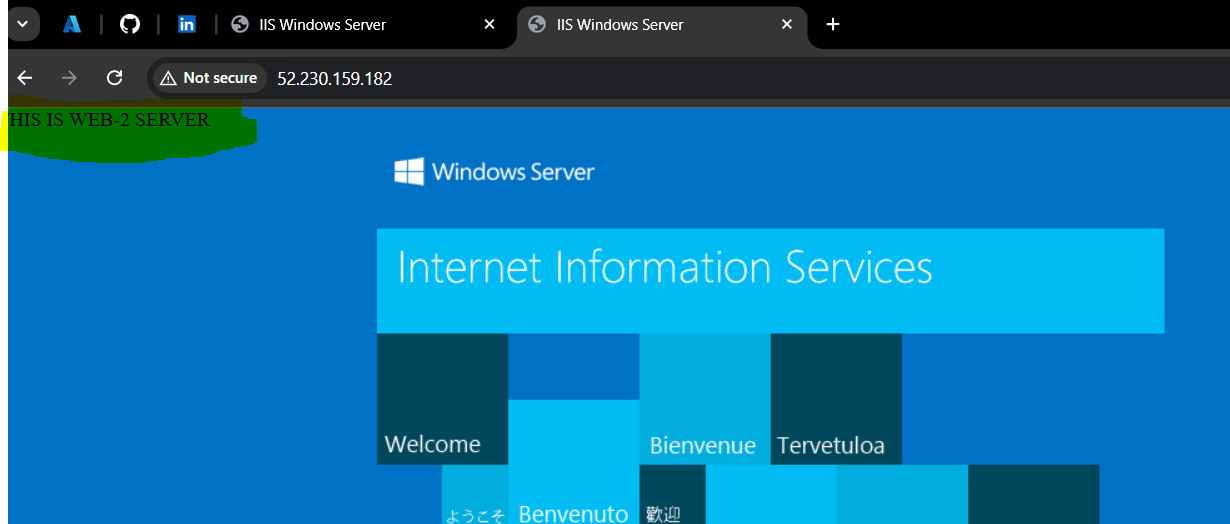 IIS Windows Server
IIS Windows Server
Not secure 52.230.159.182
HIS IS WEB-2 SERVER
Windows Server
Internet Information Services
Welcome
Bienvenue
Tervetuloa
ようこそ
Benvenuto
歡迎